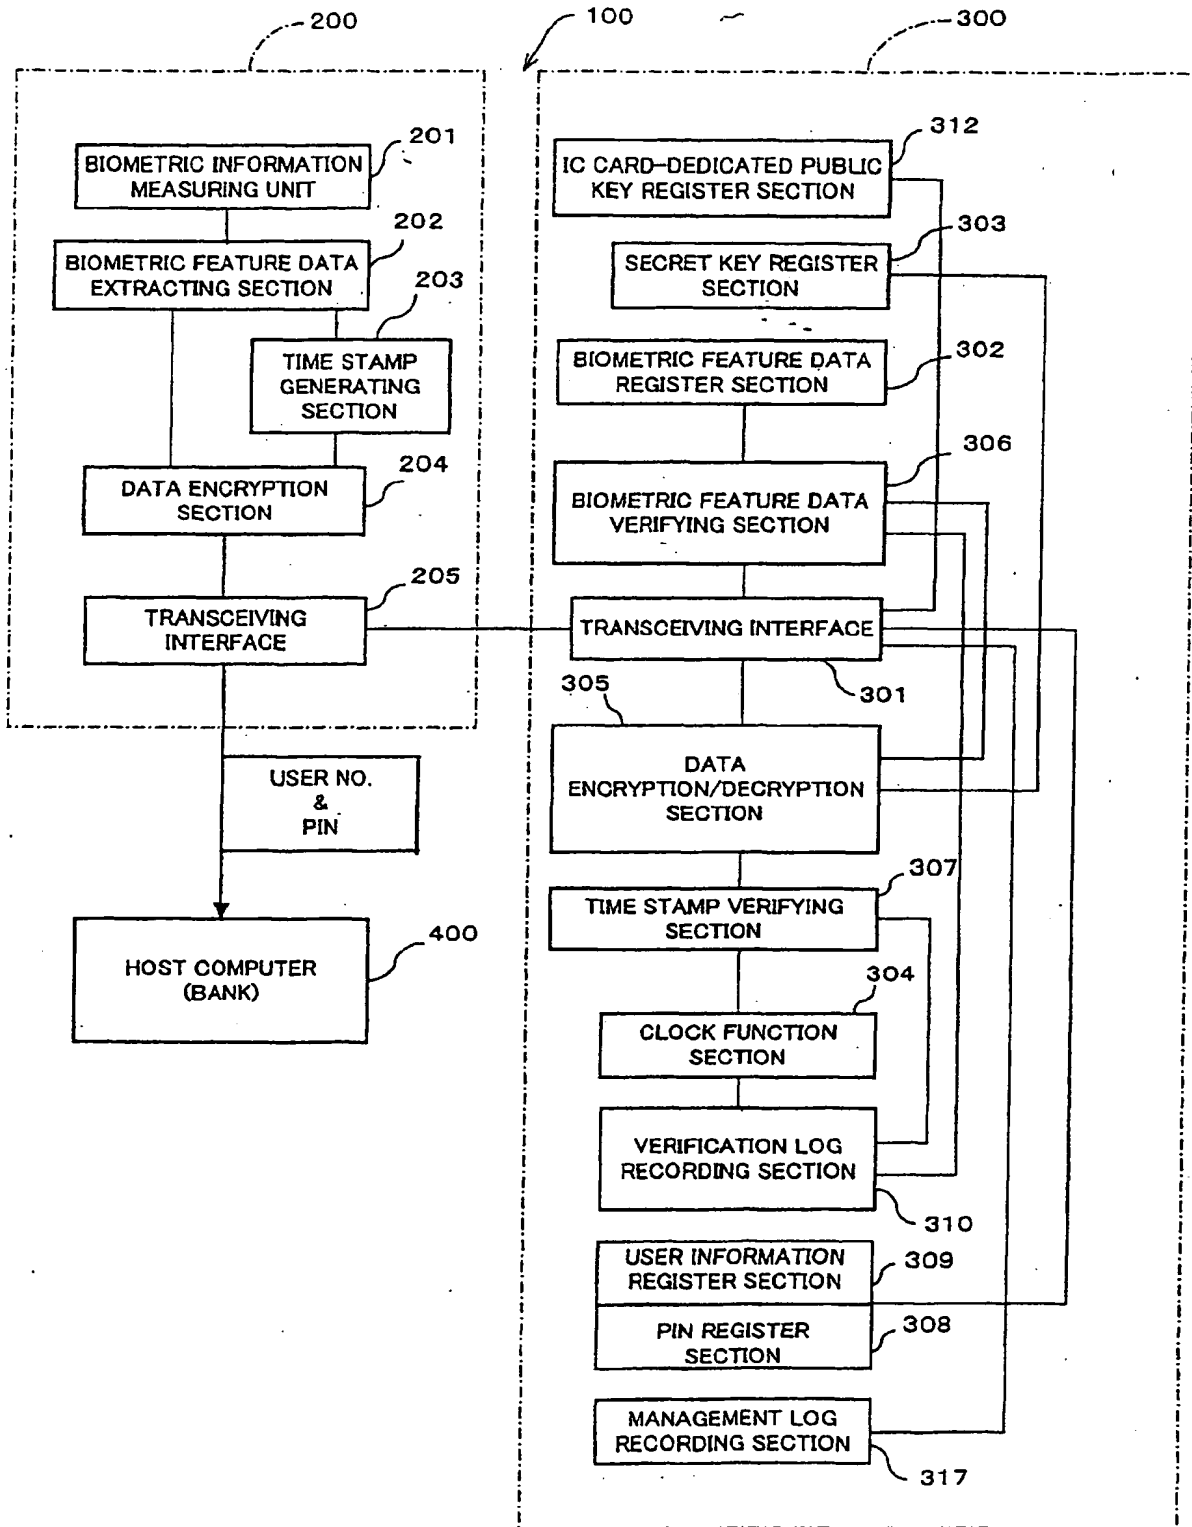 200
100
300
201
BIOMETRIC INFORMATION
MEASURING UNIT
202
BIOMETRIC FEATURE DATA
EXTRACTING SECTION
203
TIME STAMP
GENERATING
SECTION
204
DATA ENCRYPTION
SECTION
205
TRANSCEIVING
INTERFACE
USER NO.
&
PIN
400
HOST COMPUTER
(BANK)
312
IC CARD-DEDICATED PUBLIC
KEY REGISTER SECTION
303
SECRET KEY REGISTER
SECTION
BIOMETRIC FEATURE DATA
REGISTER SECTION
302
306
BIOMETRIC FEATURE DATA
VERIFYING SECTION
TRANSCEIVING INTERFACE
301
305
DATA
ENCRYPTION/DECRYPTION
SECTION
307
TIME STAMP VERIFYING
SECTION
304
CLOCK FUNCTION
SECTION
VERIFICATION LOG
RECORDING SECTION
310
USER INFORMATION
REGISTER SECTION
309
PIN REGISTER
SECTION
308
MANAGEMENT LOG
RECORDING SECTION
317